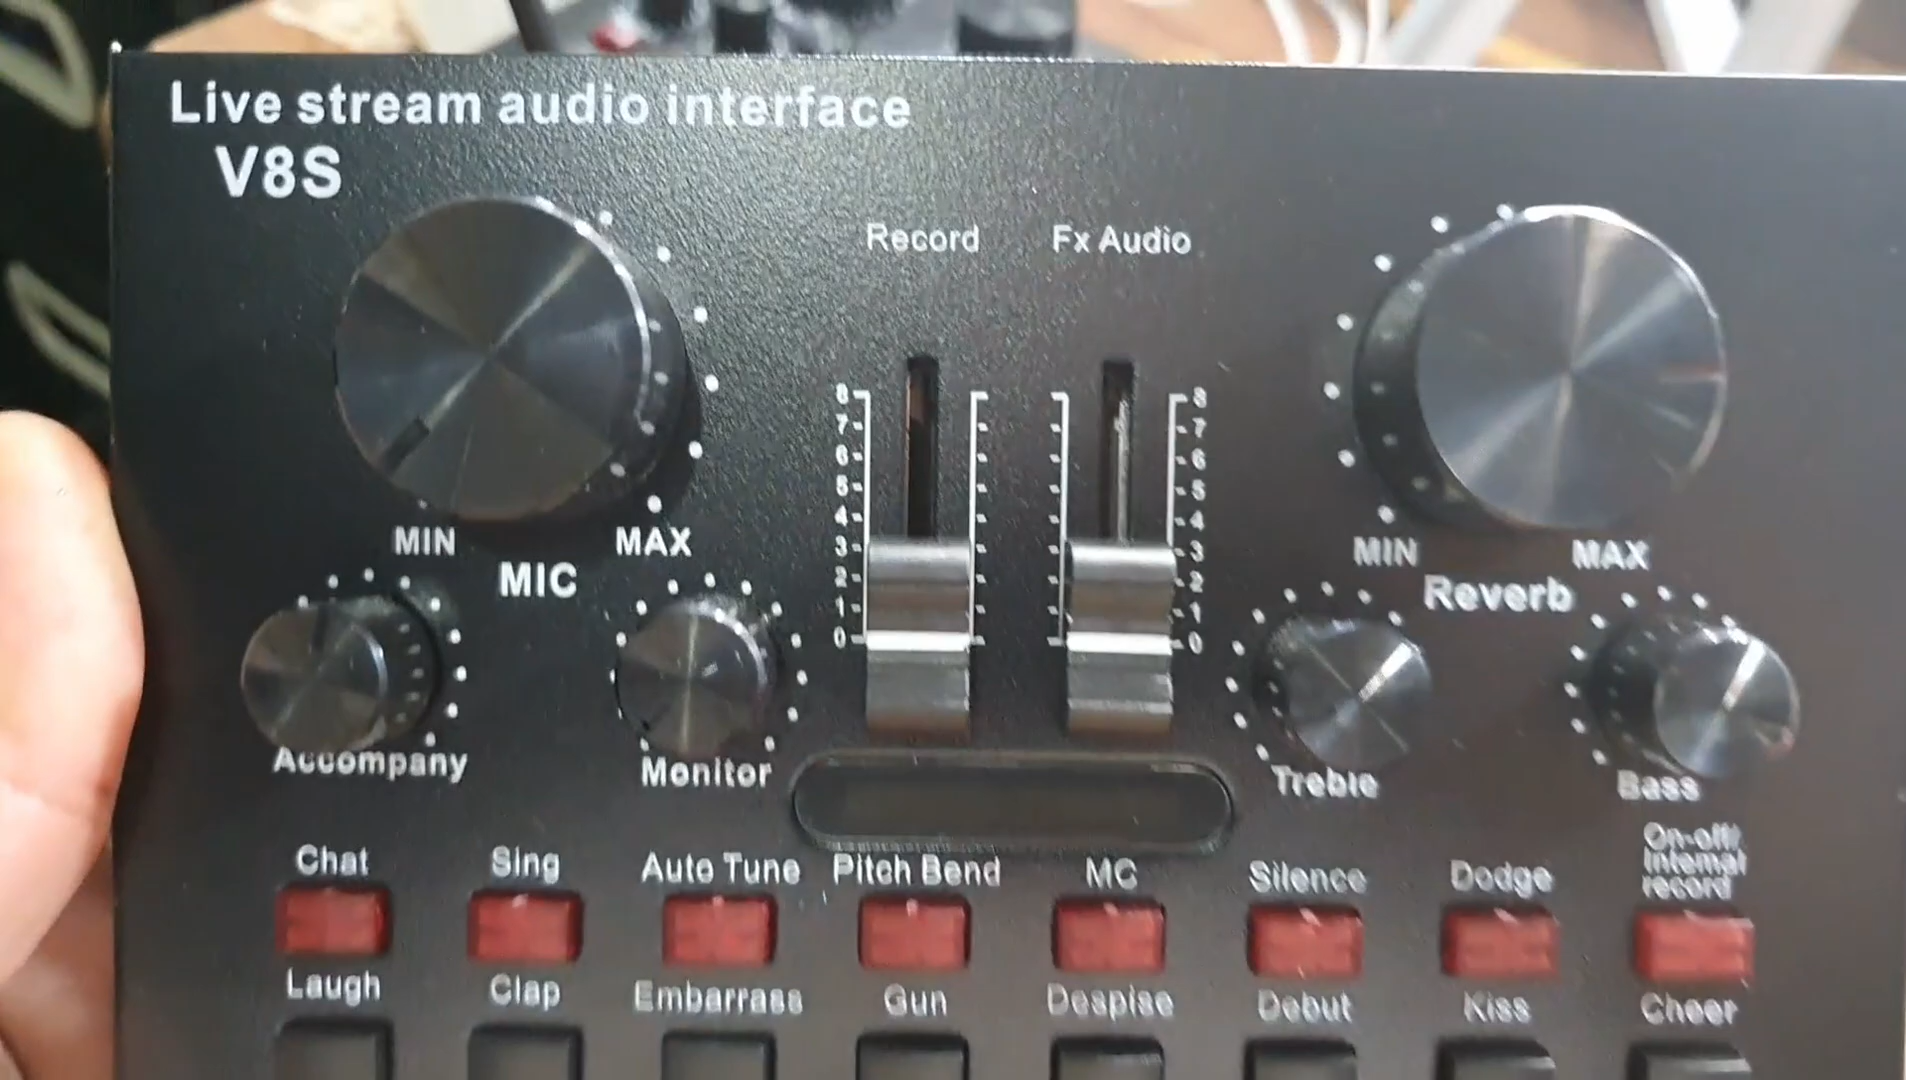 Live stream audio interface
V8S
Record Fx Audio
8 8
7 7
6 6
5 5
4 4
3 3
2 2
1 1
0 0
MIN MAX
MIC
MIN MAX
Reverb
Accompany Monitor Treble Bass
Chat Sing Auto Tune Pitch Bend MC Silence Dodge On-off/
Internal
record
Laugh Clap Embarrass Gun Despise Debut Kiss Cheer